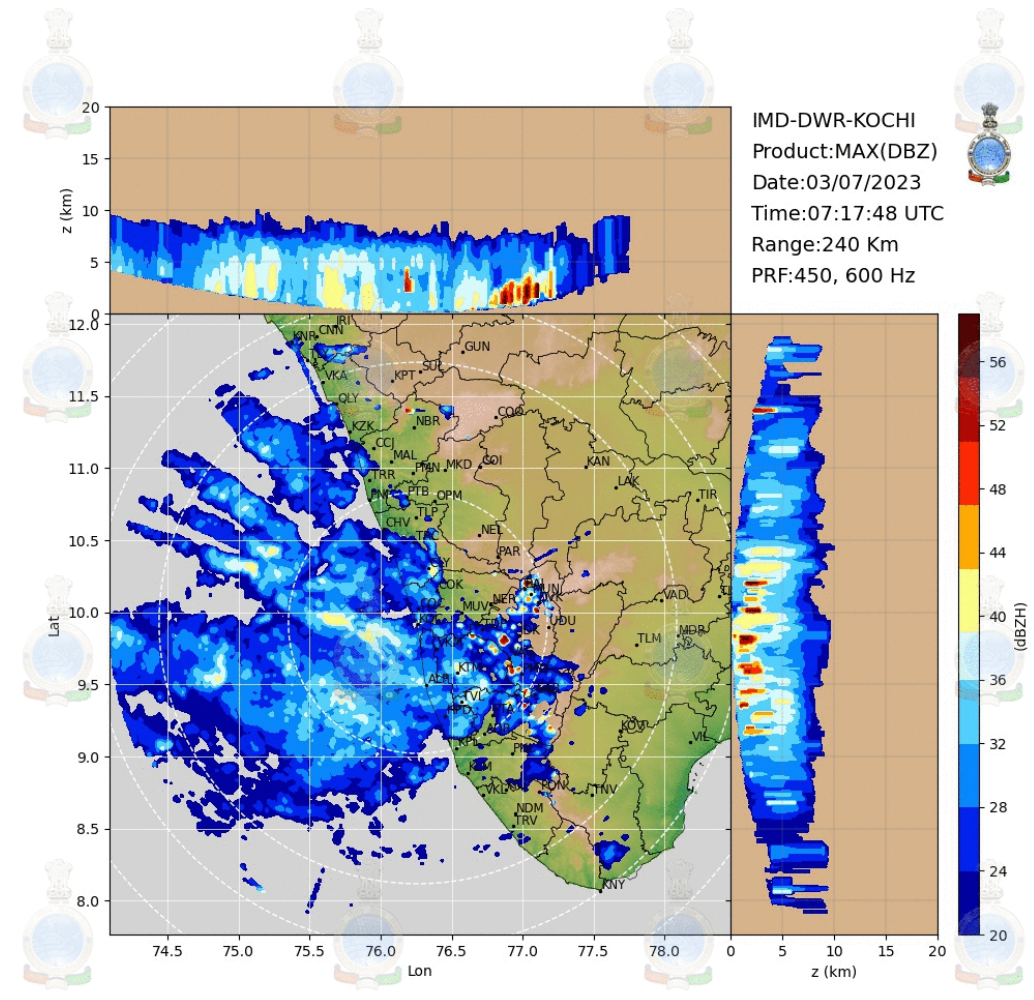 IMD-DWR-KOCHI
Product:MAX(DBZ)
Date:03/07/2023
Time:07:17:48 UTC
Range:240 Km
PRF:450, 600 Hz
20
15
10
5
0
z (km)
12.0
11.5
11.0
10.5
10.0
9.5
9.0
8.5
8.0
Lat
IRI
CNN
KNR
GUN
SUL
VKA
KPT
QLY
COO
KZK
NBR
CCJ
MAL
PMN
MKD
COI
KAN
TRR
LAK
PTB
OPM
TIR
TLP
CHV
NEL
PAR
COK
MUV
NER
VAD
UDU
TLM
MDR
KTM
ALP
TVL
KOV
VIL
VKL
PON
TNV
NDM
TRV
KNY
74.5 75.0 75.5 76.0 76.5 77.0 77.5 78.0
Lon
0 5 10 15 20
z (km)
56
52
48
44
40
36
32
28
24
20
(dBZH)